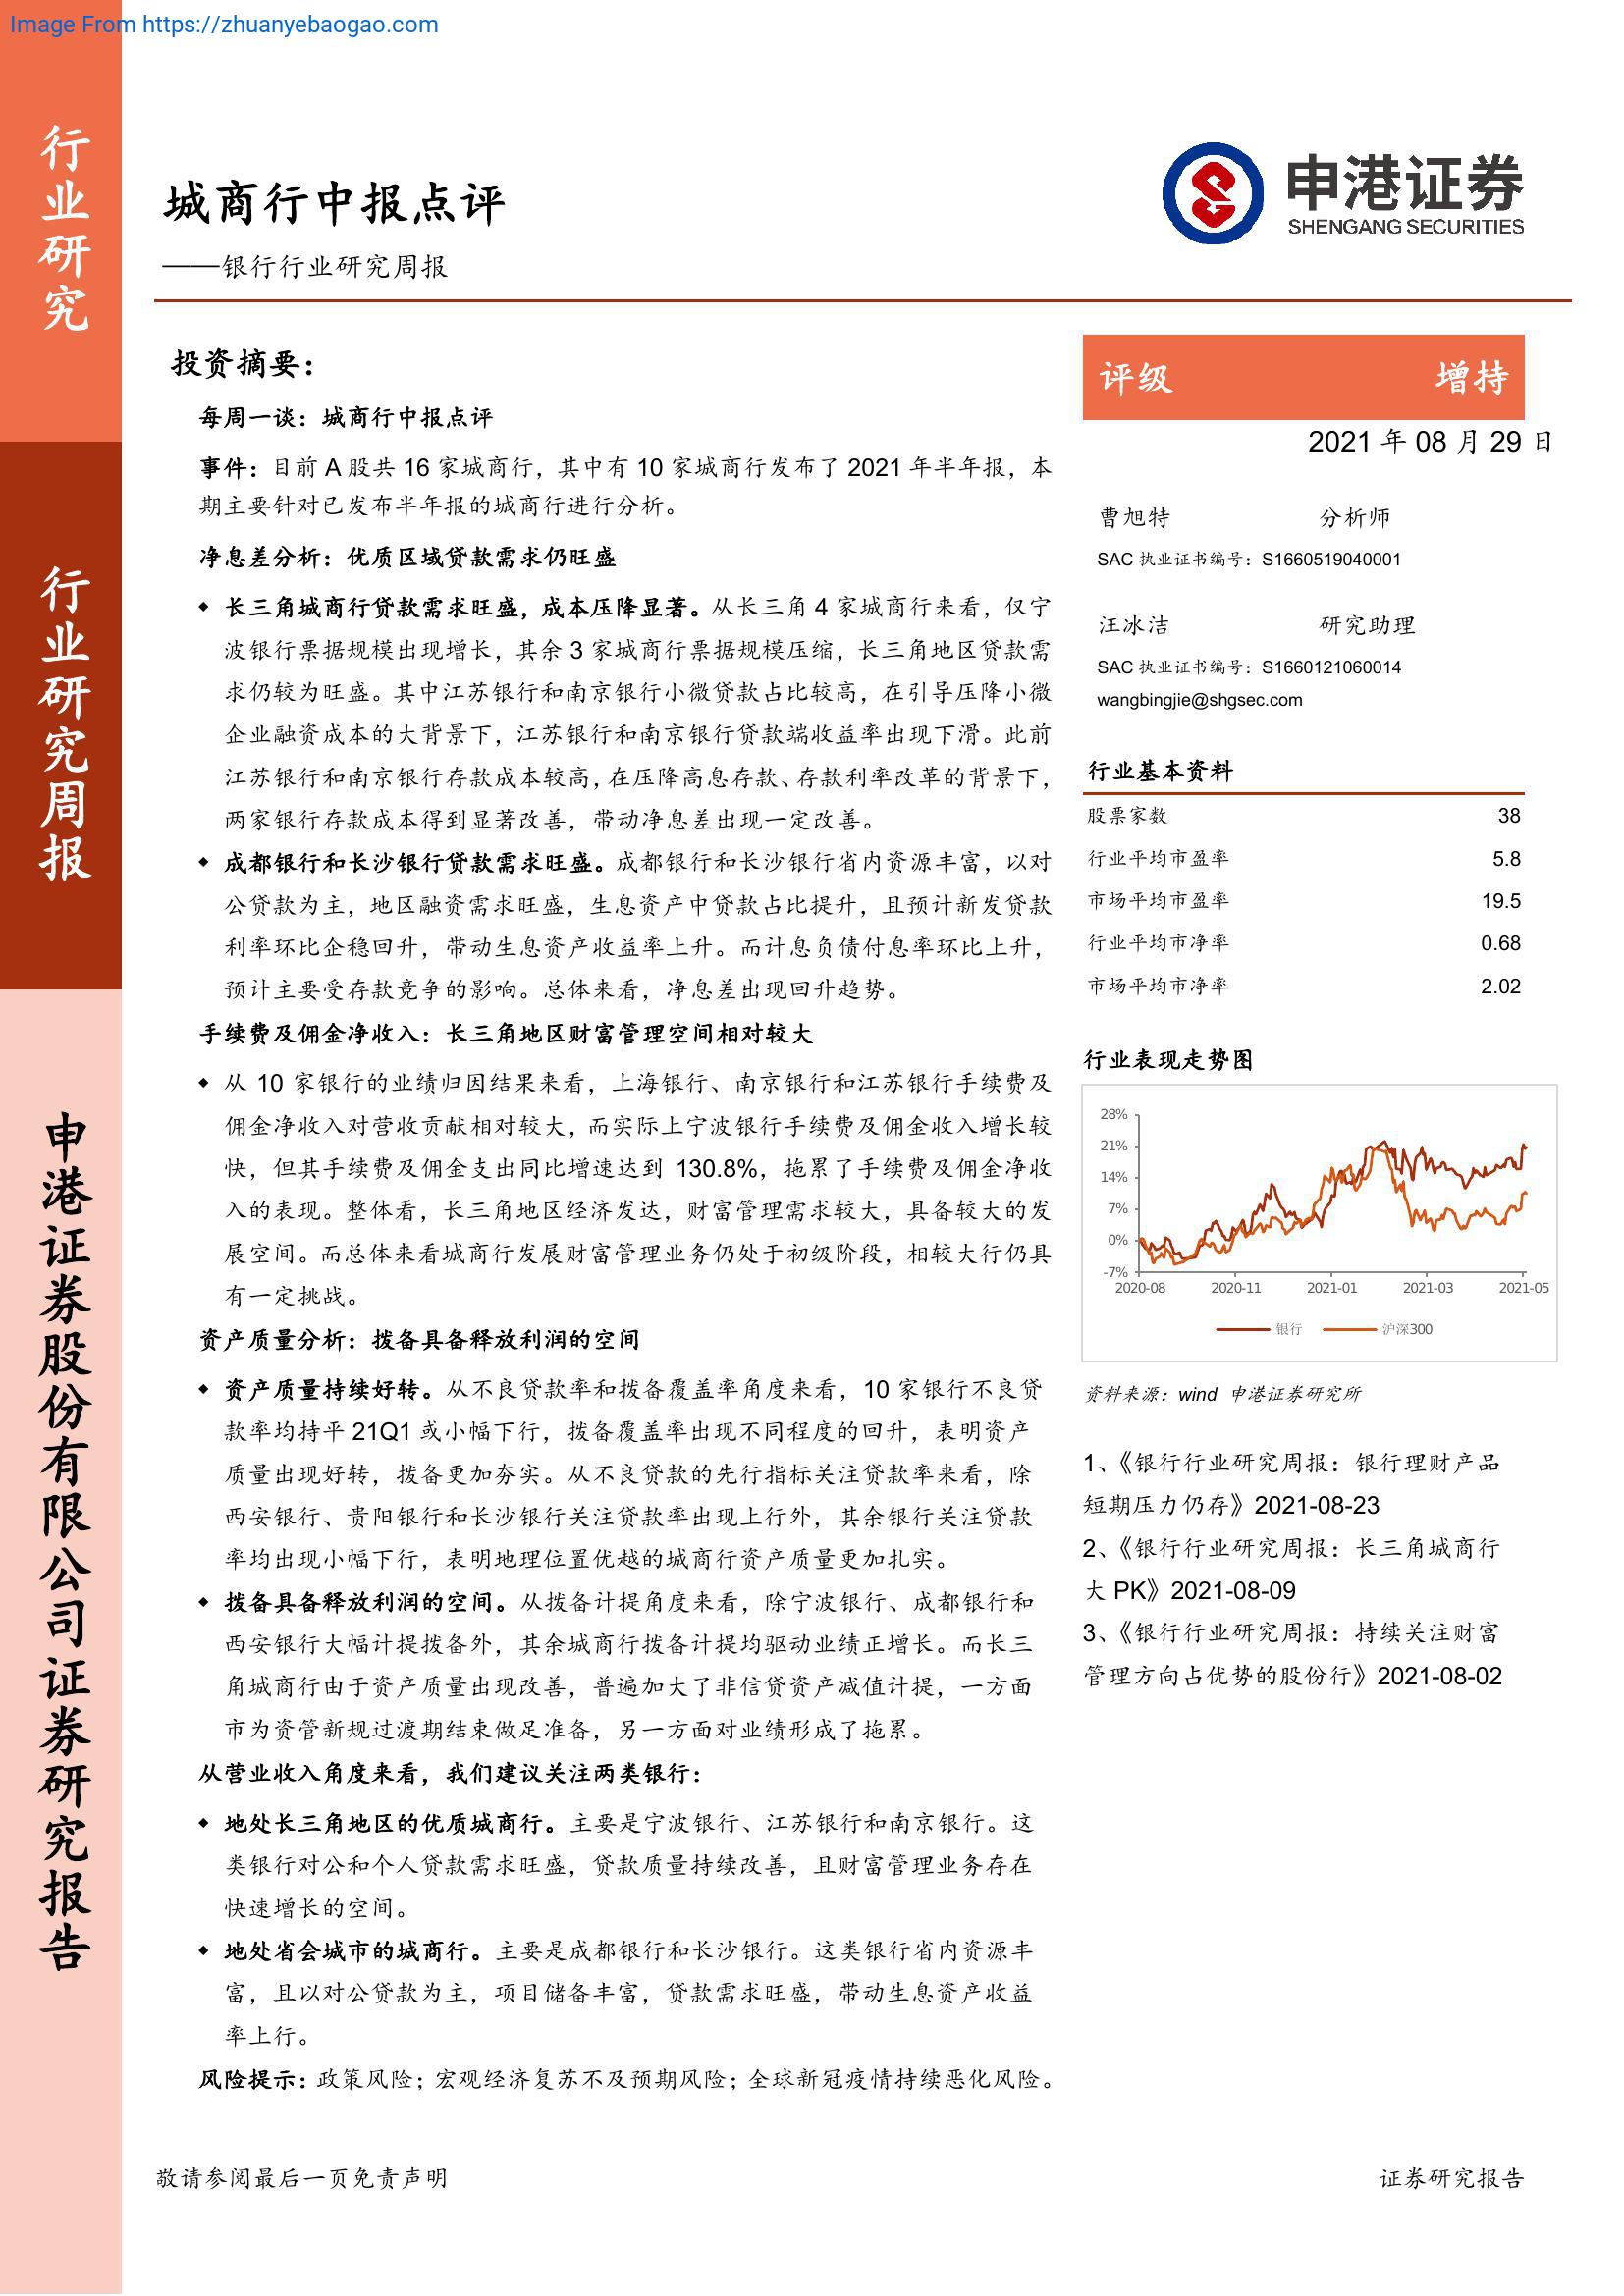 Image From https://zhuanyebaogao.com
行业研究
行业研究周报
申港证券股份有限公司证券研究报告
城商行中报点评
——银行行业研究周报
申港证券
SHENGANG SECURITIES
投资摘要：
每周一谈：城商行中报点评
事件：目前 A 股共 16 家城商行，其中有 10 家城商行发布了 2021 年半年报，本
期主要针对已发布半年报的城商行进行分析。
净息差分析：优质区域贷款需求仍旺盛
◆ 长三角城商行贷款需求旺盛，成本压降显著。从长三角 4 家城商行来看，仅宁
波银行票据规模出现增长，其余 3 家城商行票据规模压缩，长三角地区贷款需
求仍较为旺盛。其中江苏银行和南京银行小微贷款占比较高，在引导压降小微
企业融资成本的大背景下，江苏银行和南京银行贷款端收益率出现下滑。此前
江苏银行和南京银行存款成本较高，在压降高息存款、存款利率改革的背景下，
两家银行存款成本得到显著改善，带动净息差出现一定改善。
◆ 成都银行和长沙银行贷款需求旺盛。成都银行和长沙银行省内资源丰富，以对
公贷款为主，地区融资需求旺盛，生息资产中贷款占比提升，且预计新发贷款
利率环比企稳回升，带动生息资产收益率上升。而计息负债付息率环比上升，
预计主要受存款竞争的影响。总体来看，净息差出现回升趋势。
手续费及佣金净收入：长三角地区财富管理空间相对较大
◆ 从 10 家银行的业绩归因结果来看，上海银行、南京银行和江苏银行手续费及
佣金净收入对营收贡献相对较大，而实际上宁波银行手续费及佣金收入增长较
快，但其手续费及佣金支出同比增速达到 130.8%，拖累了手续费及佣金净收
入的表现。整体看，长三角地区经济发达，财富管理需求较大，具备较大的发
展空间。而总体来看城商行发展财富管理业务仍处于初级阶段，相较大行仍具
有一定挑战。
资产质量分析：拨备具备释放利润的空间
◆ 资产质量持续好转。从不良贷款率和拨备覆盖率角度来看，10 家银行不良贷
款率均持平 21Q1 或小幅下行，拨备覆盖率出现不同程度的回升，表明资产
质量出现好转，拨备更加夯实。从不良贷款的先行指标关注贷款率来看，除
西安银行、贵阳银行和长沙银行关注贷款率出现上行外，其余银行关注贷款
率均出现小幅下行，表明地理位置优越的城商行资产质量更加扎实。
◆ 拨备具备释放利润的空间。从拨备计提角度来看，除宁波银行、成都银行和
西安银行大幅计提拨备外，其余城商行拨备计提均驱动业绩正增长。而长三
角城商行由于资产质量出现改善，普遍加大了非信贷资产减值计提，一方面
市为资管新规过渡期结束做足准备，另一方面对业绩形成了拖累。
从营业收入角度来看，我们建议关注两类银行：
◆ 地处长三角地区的优质城商行。主要是宁波银行、江苏银行和南京银行。这
类银行对公和个人贷款需求旺盛，贷款质量持续改善，且财富管理业务存在
快速增长的空间。
◆ 地处省会城市的城商行。主要是成都银行和长沙银行。这类银行省内资源丰
富，且以对公贷款为主，项目储备丰富，贷款需求旺盛，带动生息资产收益
率上行。
风险提示：政策风险；宏观经济复苏不及预期风险；全球新冠疫情持续恶化风险。
评级 增持
2021 年 08 月 29 日
曹旭特 分析师
SAC 执业证书编号：S1660519040001
汪冰洁 研究助理
SAC 执业证书编号：S1660121060014
wangbingjie@shgsec.com
行业基本资料
股票家数 38
行业平均市盈率 5.8
市场平均市盈率 19.5
行业平均市净率 0.68
市场平均市净率 2.02
行业表现走势图
28%
21%
14%
7%
0%
-7%
2020-08 2020-11 2021-01 2021-03 2021-05
银行 沪深300
资料来源：wind 申港证券研究所
1、《银行行业研究周报：银行理财产品
短期压力仍存》2021-08-23
2、《银行行业研究周报：长三角城商行
大 PK》2021-08-09
3、《银行行业研究周报：持续关注财富
管理方向占优势的股份行》2021-08-02
敬请参阅最后一页免责声明 证券研究报告